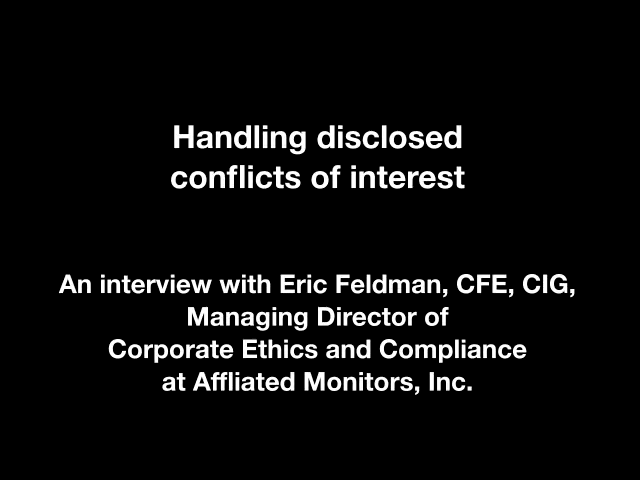 Handling disclosed
conflicts of interest
An interview with Eric Feldman, CFE, CIG,
Managing Director of
Corporate Ethics and Compliance
at Affliated Monitors, Inc.